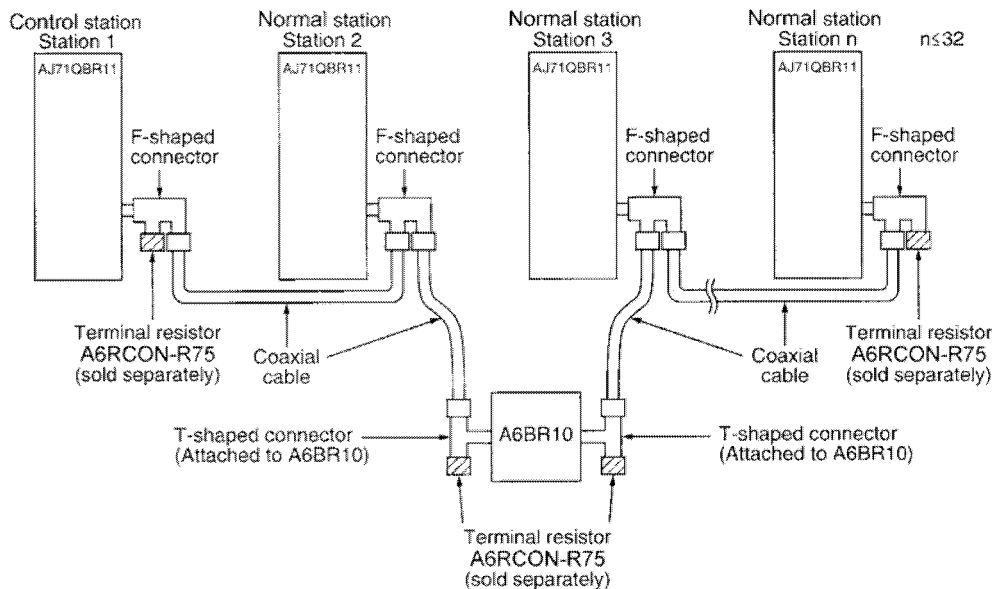 Control station
Station 1
Normal station
Station 2
Normal station
Station 3
Normal station
Station n
n≤32
AJ71QBR11
AJ71QBR11
AJ71QBR11
AJ71QBR11
F-shaped
connector
F-shaped
connector
F-shaped
connector
F-shaped
connector
Terminal resistor
A6RCON-R75
(sold separately)
Coaxial
cable
Coaxial
cable
Terminal resistor
A6RCON-R75
(sold separately)
T-shaped connector
(Attached to A6BR10)
A6BR10
T-shaped connector
(Attached to A6BR10)
Terminal resistor
A6RCON-R75
(sold separately)